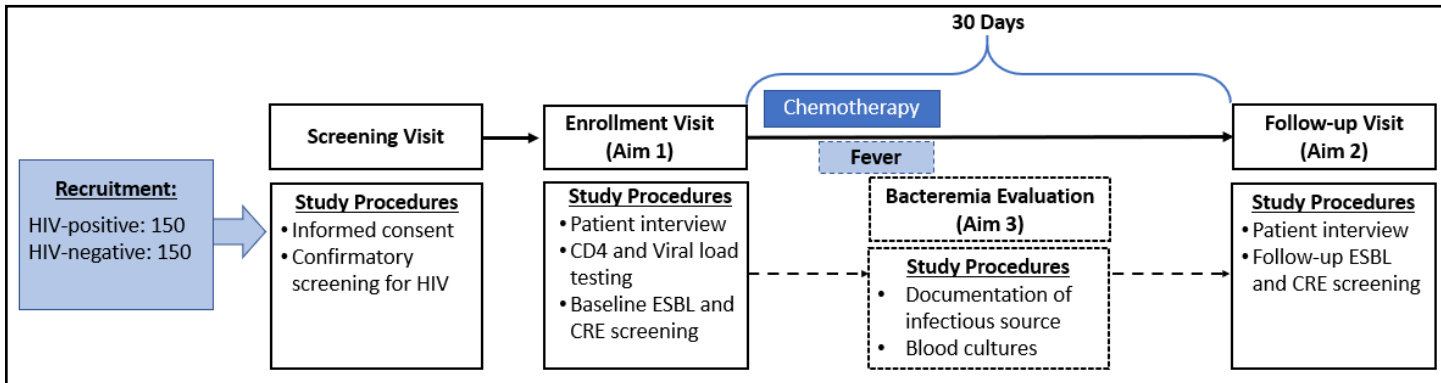 30 Days
Chemotherapy
Fever
Recruitment:
HIV-positive: 150
HIV-negative: 150
Screening Visit
Study Procedures
• Informed consent
• Confirmatory
screening for HIV
Enrollment Visit
(Aim 1)
Study Procedures
• Patient interview
• CD4 and Viral load
testing
• Baseline ESBL and
CRE screening
Bacteremia Evaluation
(Aim 3)
Study Procedures
• Documentation of
infectious source
• Blood cultures
Follow-up Visit
(Aim 2)
Study Procedures
• Patient interview
• Follow-up ESBL
and CRE screening